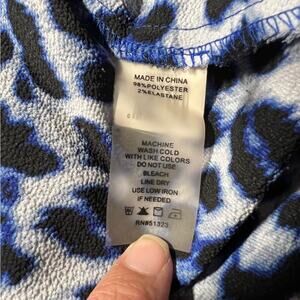 MADE IN CHINA
98%POLYESTER
2%ELASTANE
MACHINE
WASH COLD
WITH LIKE COLORS
DO NOT USE
BLEACH
LINE DRY
USE LOW IRON
IF NEEDED
RN#51323